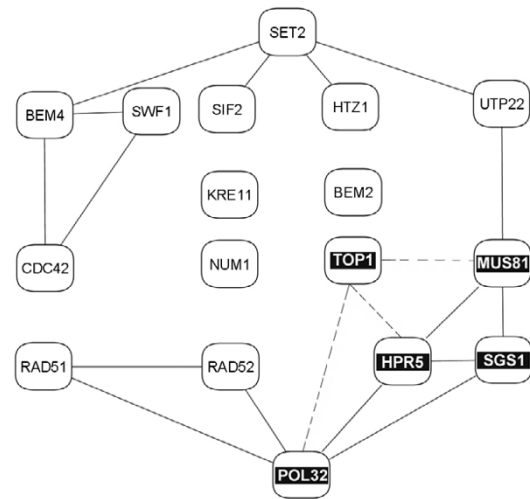 SET2
BEM4
SWF1
SIF2
HTZ1
UTP22
KRE11
BEM2
CDC42
NUM1
TOP1
MUS81
RAD51
RAD52
HPR5
SGS1
POL32